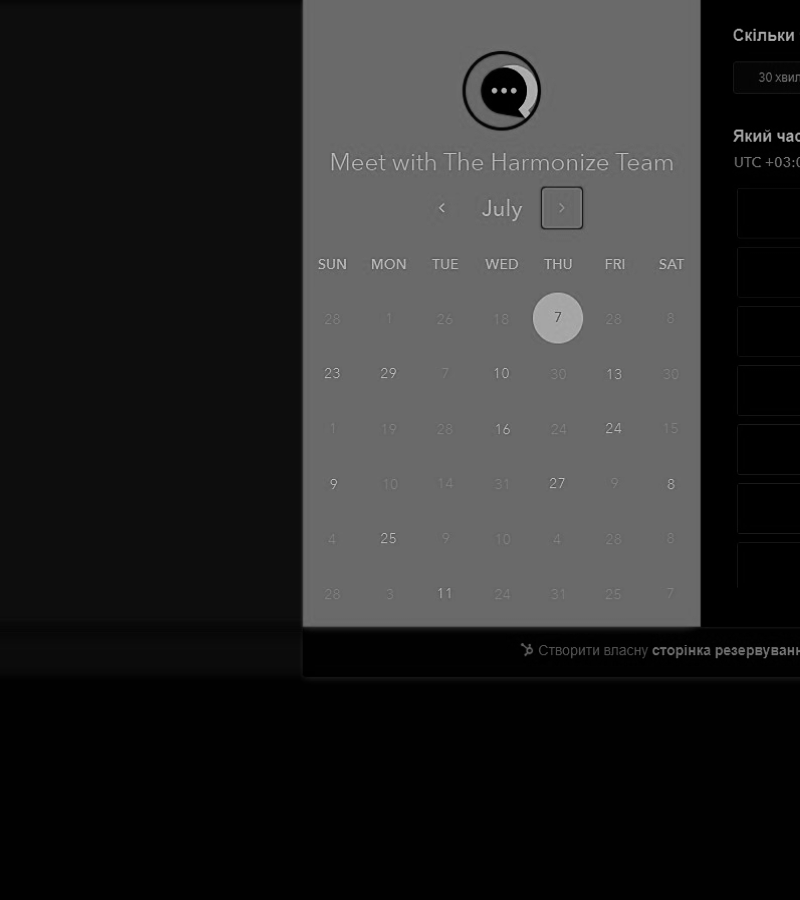 Meet with The Harmonize Team
July
SUN MON TUE WED THU FRI SAT
28 1 26 18 7 28 8
23 29 7 10 30 13 30
1 19 28 16 24 24 15
9 10 14 31 27 9 8
4 25 9 10 4 28 8
28 3 11 24 31 25 7
Скільки
30 хвил
Який час
UTC +03:0
Створити власну сторінка резервуванн